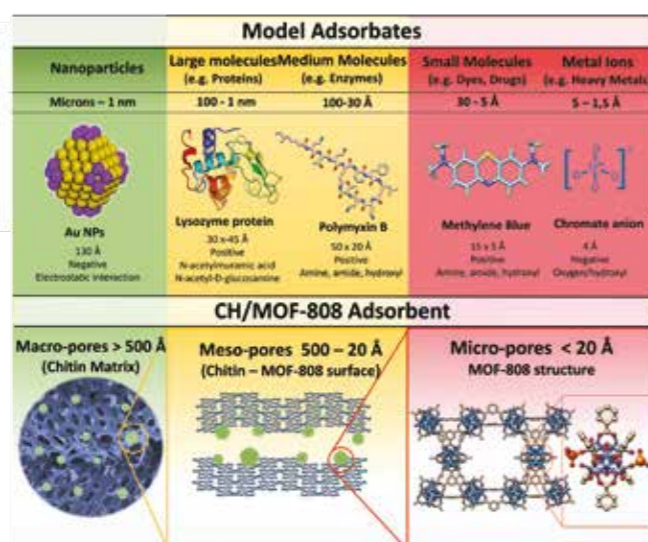 Model Adsorbates
Nanoparticles
Microns – 1 nm
Au NPs
130 Å
Negative
Electrostatic interaction
Large molecules
(e.g. Proteins)
100 - 1 nm
Lysozyme protein
30 x 45 Å
Positive
N-acetylmuramic acid
N-acetyl-D-glucosamine
Medium Molecules
(e.g. Enzymes)
100-30 Å
Polymyxin B
50 x 20 Å
Positive
Amine, amide, hydroxyl
Small Molecules
(e.g. Dyes, Drugs)
30 - 5 Å
Methylene Blue
15 x 5 Å
Positive
Amine, amide, hydroxyl
Metal Ions
(e.g. Heavy Metals)
5 – 1,5 Å
Chromate anion
4 Å
Negative
Oxygen/hydroxyl
CH/MOF-808 Adsorbent
Macro-pores > 500 Å
(Chitin Matrix)
Meso-pores 500 – 20 Å
(Chitin – MOF-808 surface)
Micro-pores < 20 Å
MOF-808 structure